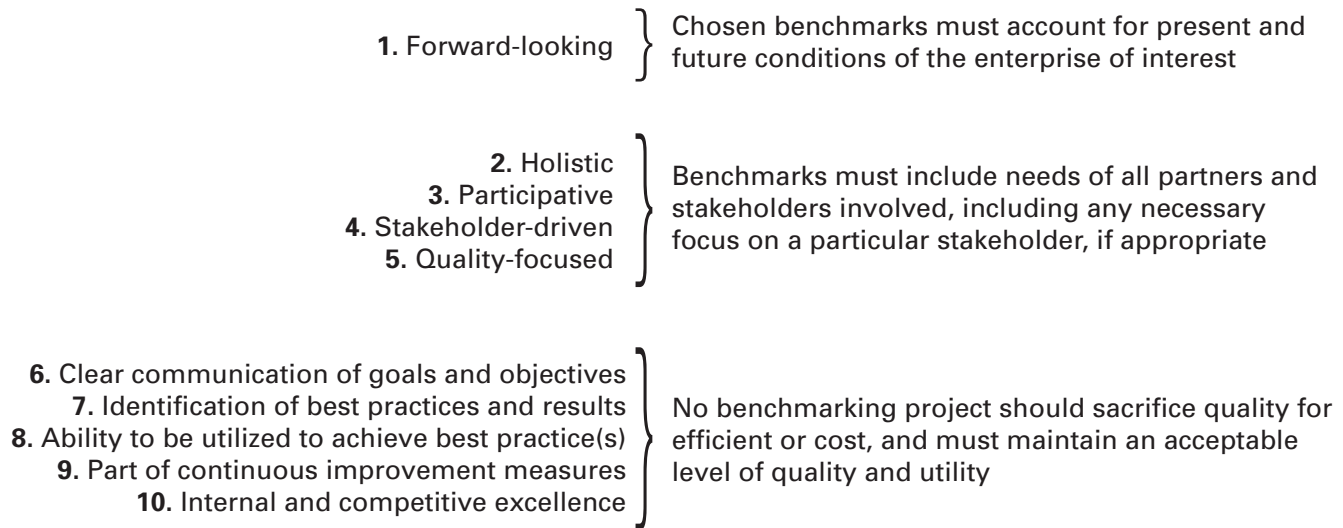 1. Forward-looking
Chosen benchmarks must account for present and
future conditions of the enterprise of interest
2. Holistic
3. Participative
4. Stakeholder-driven
5. Quality-focused
Benchmarks must include needs of all partners and
stakeholders involved, including any necessary
focus on a particular stakeholder, if appropriate
6. Clear communication of goals and objectives
7. Identification of best practices and results
8. Ability to be utilized to achieve best practice(s)
9. Part of continuous improvement measures
10. Internal and competitive excellence
No benchmarking project should sacrifice quality for
efficient or cost, and must maintain an acceptable
level of quality and utility